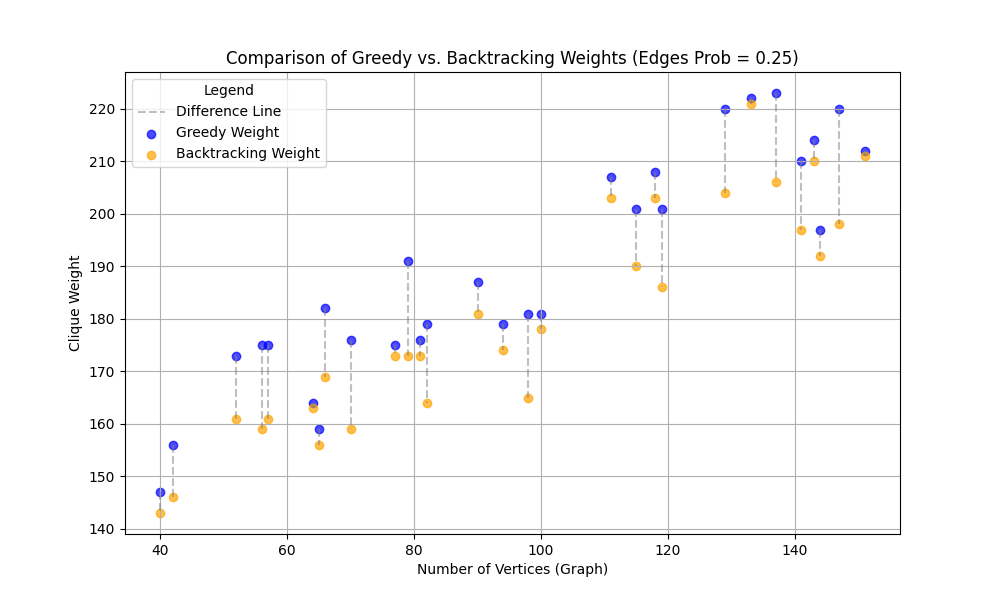 Comparison of Greedy vs. Backtracking Weights (Edges Prob = 0.25)
Legend
Difference Line
Greedy Weight
Backtracking Weight
Clique Weight
220
210
200
190
180
170
160
150
140
40 60 80 100 120 140
Number of Vertices (Graph)